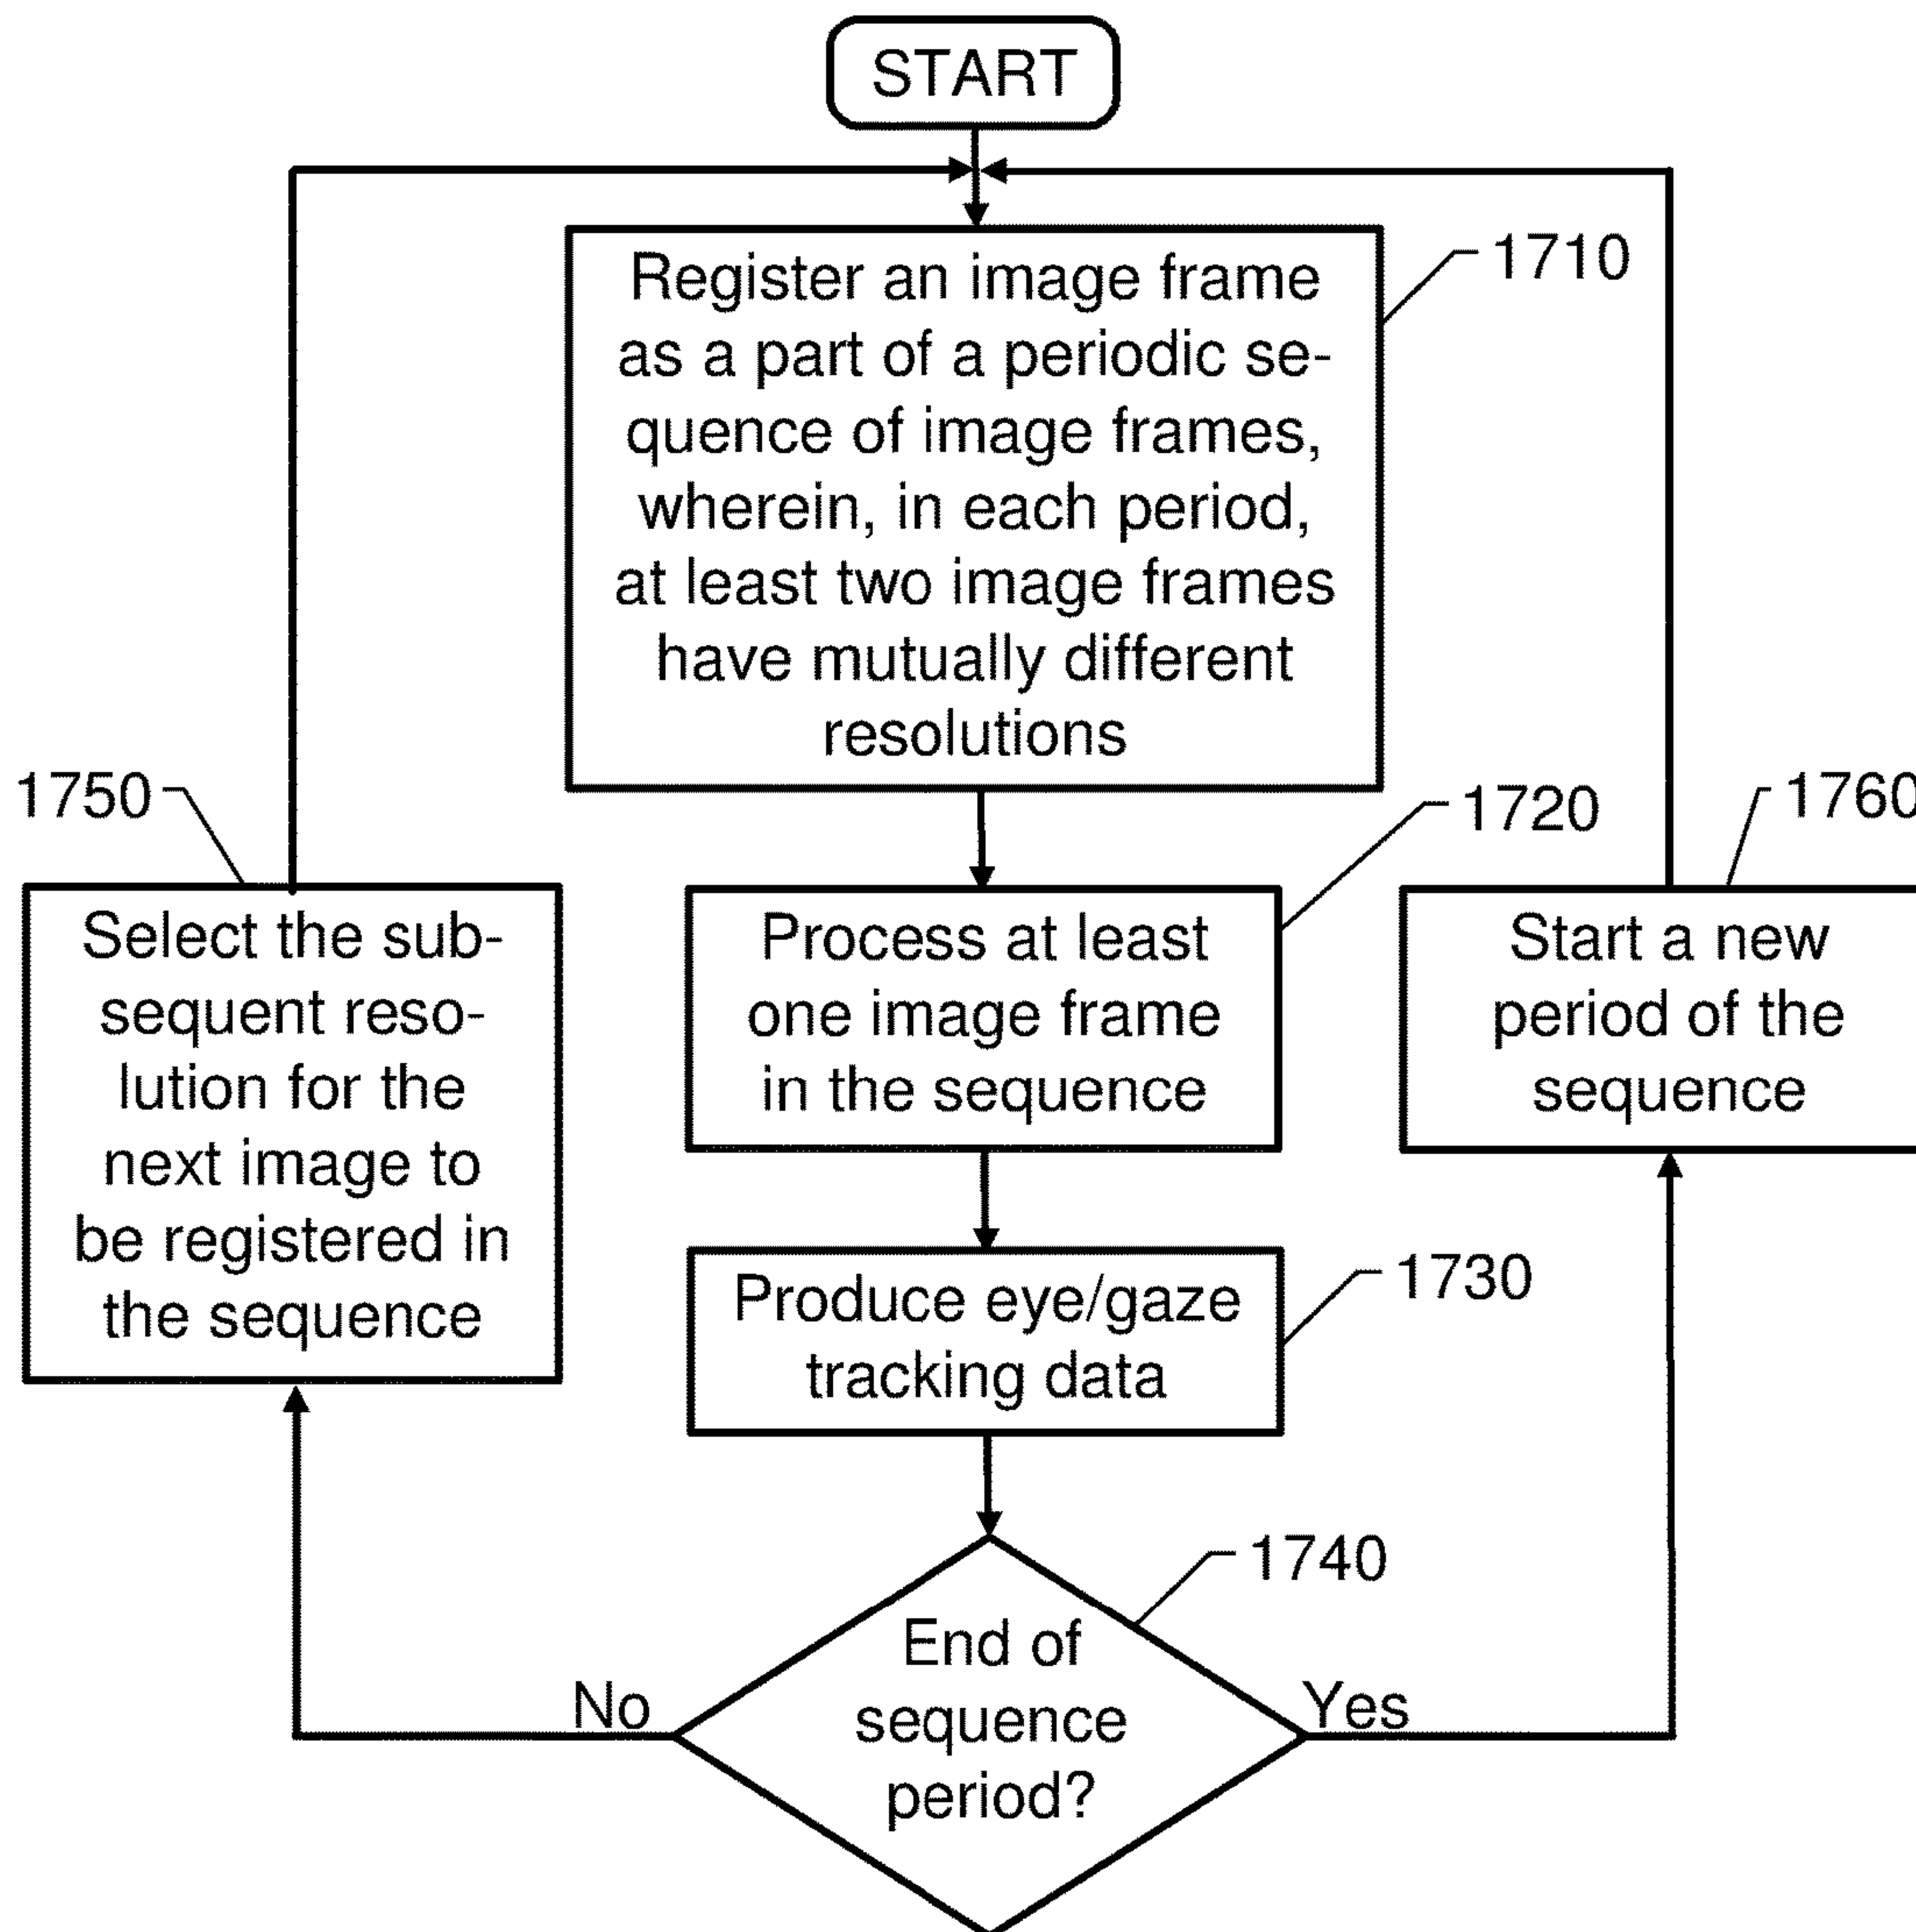 START
Register an image frame
as a part of a periodic se-
quence of image frames,
wherein, in each period,
at least two image frames
have mutually different
resolutions
1710
1750
1720
1760
Select the sub-
sequent reso-
lution for the
next image to
be registered in
the sequence
Process at least
one image frame
in the sequence
Start a new
period of the
sequence
Produce eye/gaze
tracking data
1730
1740
End of
sequence
period?
No
Yes